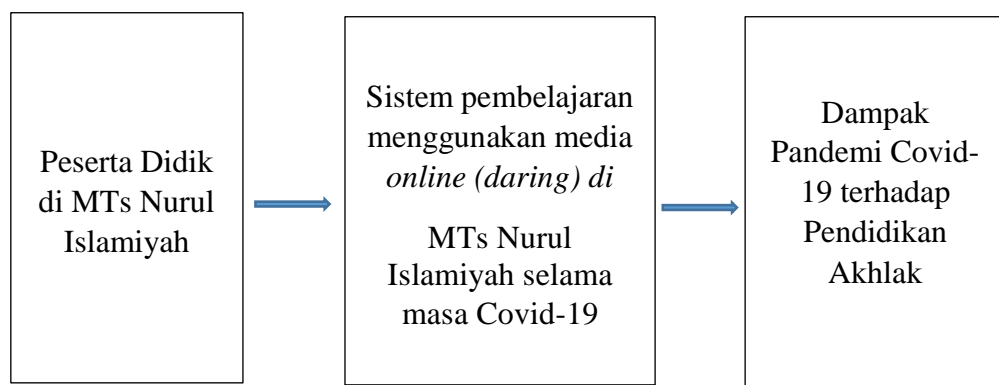 Peserta Didik
di MTs Nurul
Islamiyah
Sistem pembelajaran
menggunakan media
online (daring) di
MTs Nurul
Islamiyah selama
masa Covid-19
Dampak
Pandemi Covid-
19 terhadap
Pendidikan
Akhlak